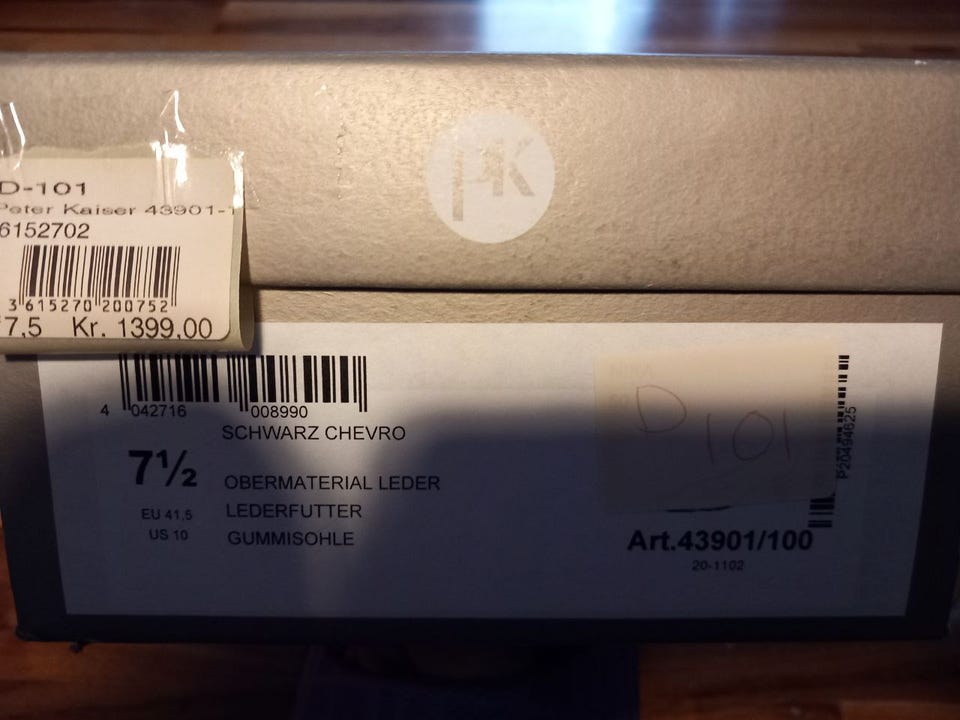 PK
D-101
Peter Kaiser 43901-1
6152702
3 615270 200752
7,5 Kr. 1399,00
4 042716 008990
SCHWARZ CHEVRO
7½
EU 41,5
US 10
OBERMATERIAL LEDER
LEDERFUTTER
GUMMISOHLE
D 101
P20494625
Art.43901/100
20-1102